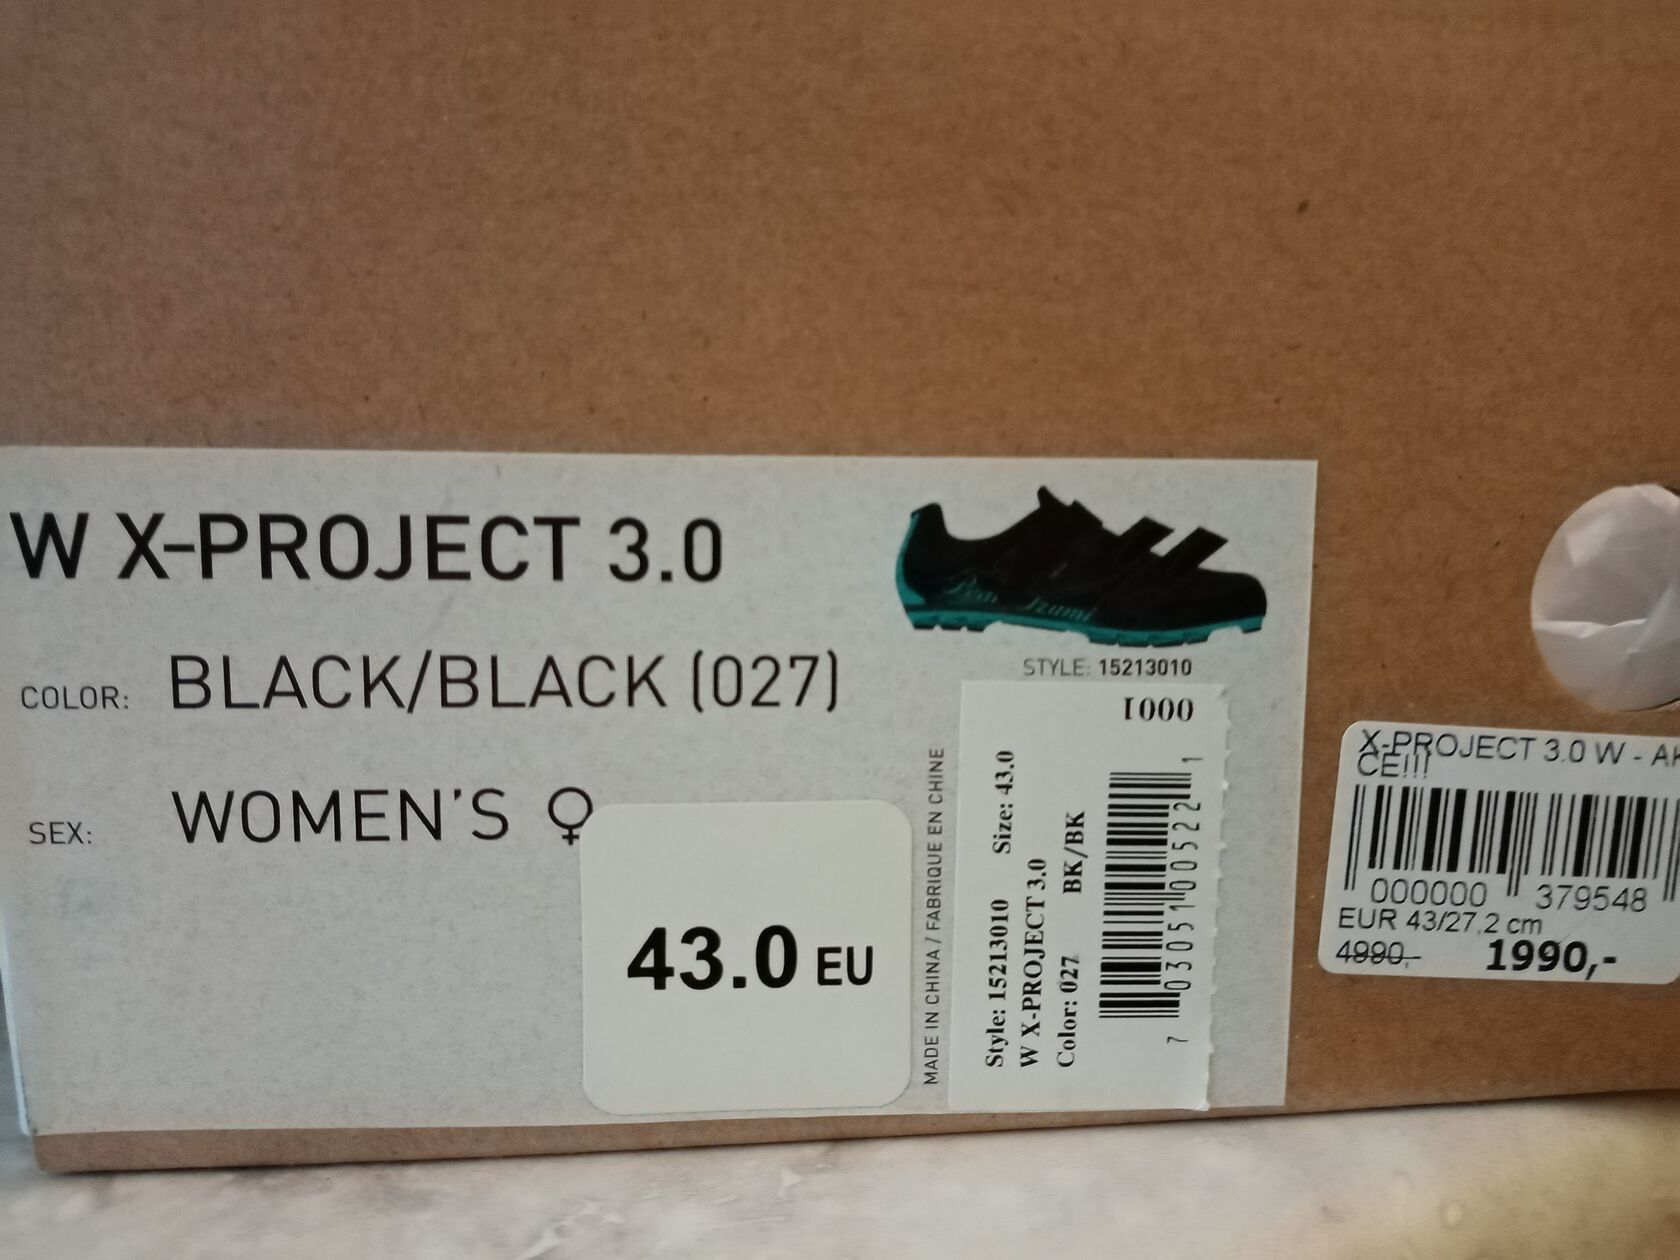 W X-PROJECT 3.0
COLOR: BLACK/BLACK (027)
SEX: WOMEN'S ♀
43.0 EU
Izumi
STYLE: 15213010
MADE IN CHINA / FABRIQUE EN CHINE
0001
Style: 15213010 Size: 43.0
W X-PROJECT 3.0
Color: 027 BK/BK
7 03051 00522 1
X-PROJECT 3.0 W -
CE!!!
000000 379548
EUR 43/27,2 cm
4990,- 1990,-